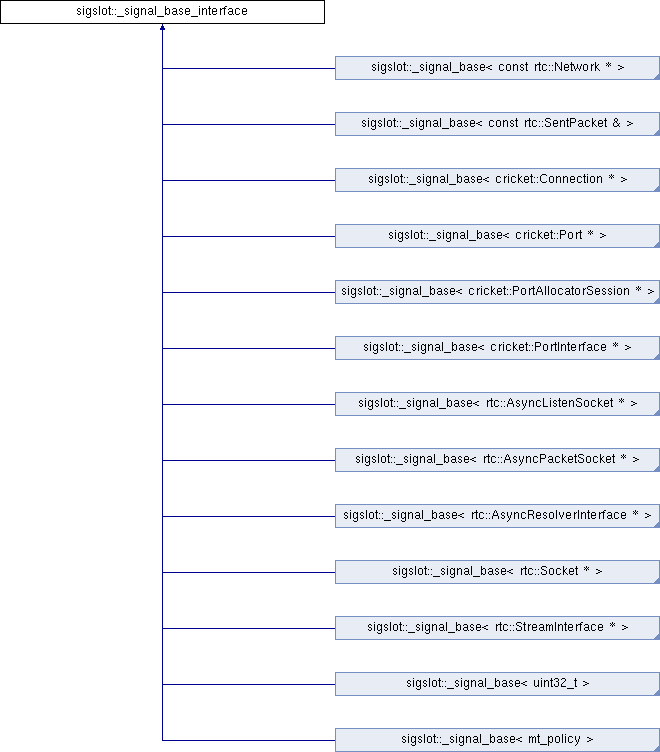 sigslot::_signal_base_interface
sigslot::_signal_base< const rtc::Network * >
sigslot::_signal_base< const rtc::SentPacket & >
sigslot::_signal_base< cricket::Connection * >
sigslot::_signal_base< cricket::Port * >
sigslot::_signal_base< cricket::PortAllocatorSession * >
sigslot::_signal_base< cricket::PortInterface * >
sigslot::_signal_base< rtc::AsyncListenSocket * >
sigslot::_signal_base< rtc::AsyncPacketSocket * >
sigslot::_signal_base< rtc::AsyncResolverInterface * >
sigslot::_signal_base< rtc::Socket * >
sigslot::_signal_base< rtc::StreamInterface * >
sigslot::_signal_base< uint32_t >
sigslot::_signal_base< mt_policy >